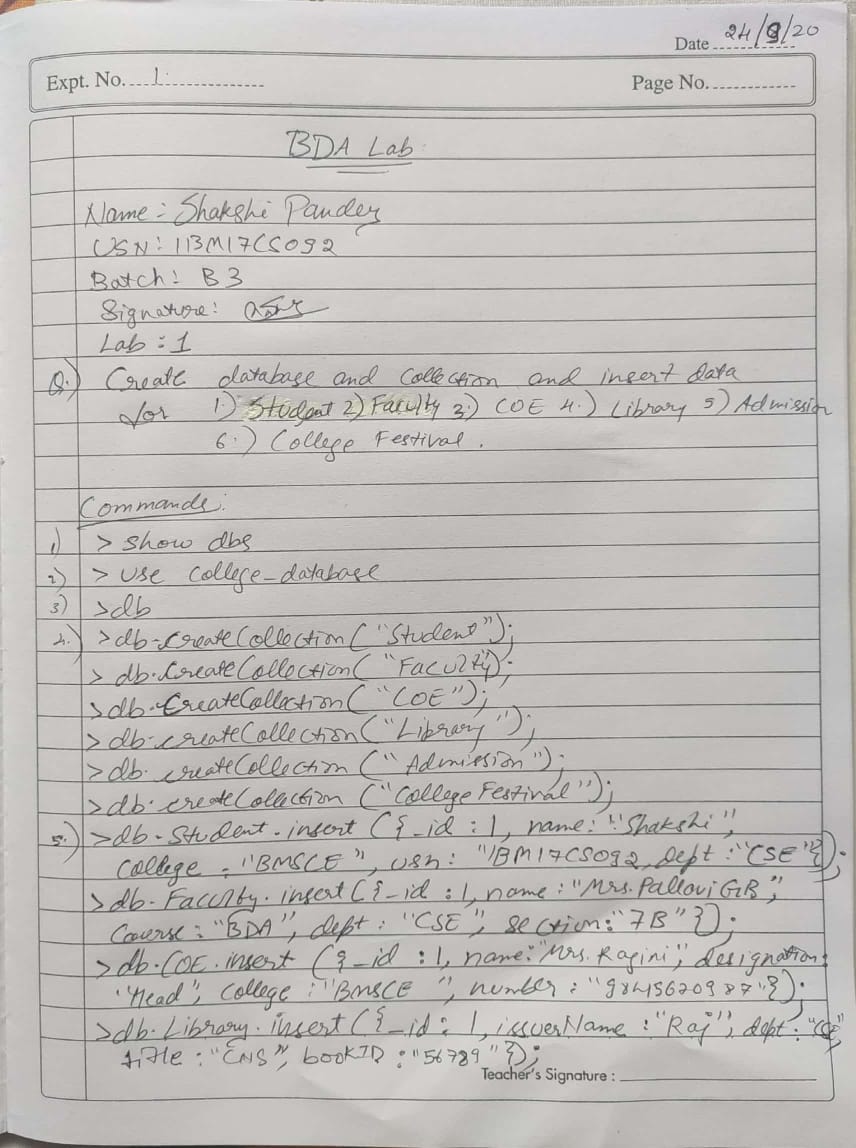 Date 24/9/20
Expt. No. 1. Page No.
BDA Lab
Name : Shakshi Pandey
USN : 1BM17CS092
Batch : B3
Signature :
Lab : 1
Q.) Create database and collection and insert data
for 1.) Student 2) Faculty 3.) COE 4.) Library 5) Admission
6.) College Festival.
Commands:
1) > show dbs
2) > use college_database
3) > db
4.) > db.createCollection("Student");
> db.createCollection("Faculty");
> db.createCollection("COE");
> db.createCollection("Library");
> db.createCollection("Admission");
> db.createCollection("College Festival");
5.) > db.Student.insert ({_id : 1, name: "Shakshi",
college : "BMSCE", usn : "1BM17CS092, dept : "CSE"});
> db.Faculty.insert({_id : 1, name : "Mrs. Pallavi GB",
Course : "BDA", dept : "CSE", section: "7B"});
> db.COE.insert ({_id : 1, name: "Mrs. Ragini", designation:
"Head", College : "BMSCE", number : "9845620987"});
> db.Library.insert({_id : 1, issuerName : "Raj", dept : "CSE",
title : "CNS", bookID : "56789"});
Teacher's Signature :